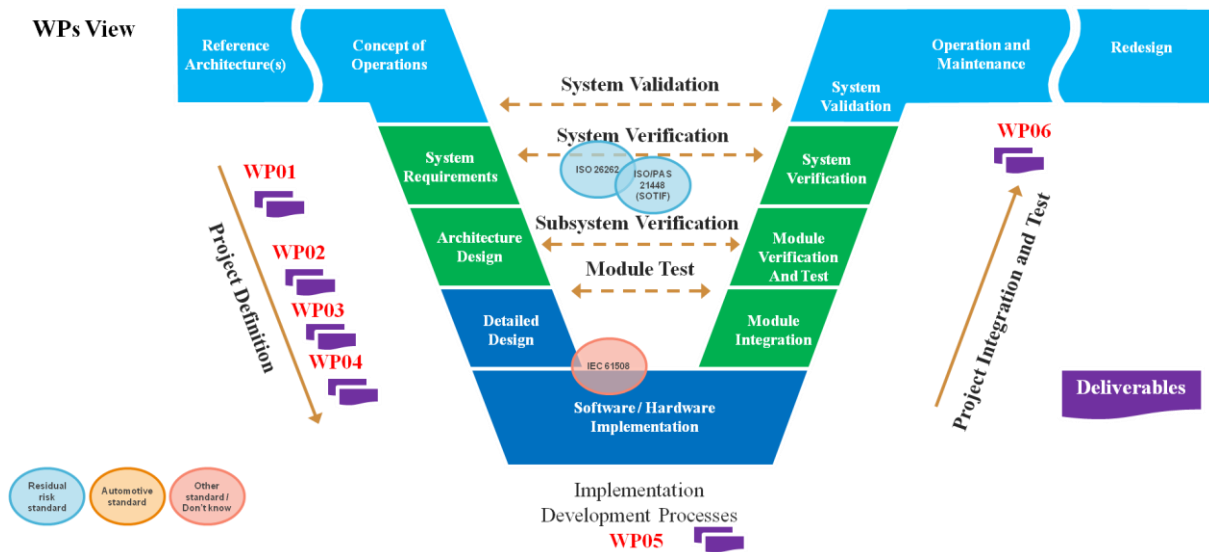 WPs View
Reference
Architecture(s)
Concept of
Operations
Operation and
Maintenance
Redesign
System Validation
System
Validation
System Verification
System
Requirements
ISO 26262
ISO/PAS
21448
(SOTIF)
System
Verification
WP01
WP06
Subsystem Verification
Architecture
Design
Module
Verification
And Test
WP02
Module Test
WP03
Detailed
Design
Module
Integration
WP04
Project Definition
Project Integration and Test
IEC 61508
Deliverables
Software / Hardware
Implementation
Residual
risk
standard
Automotive
standard
Other
standard /
Don't know
Implementation
Development Processes
WP05